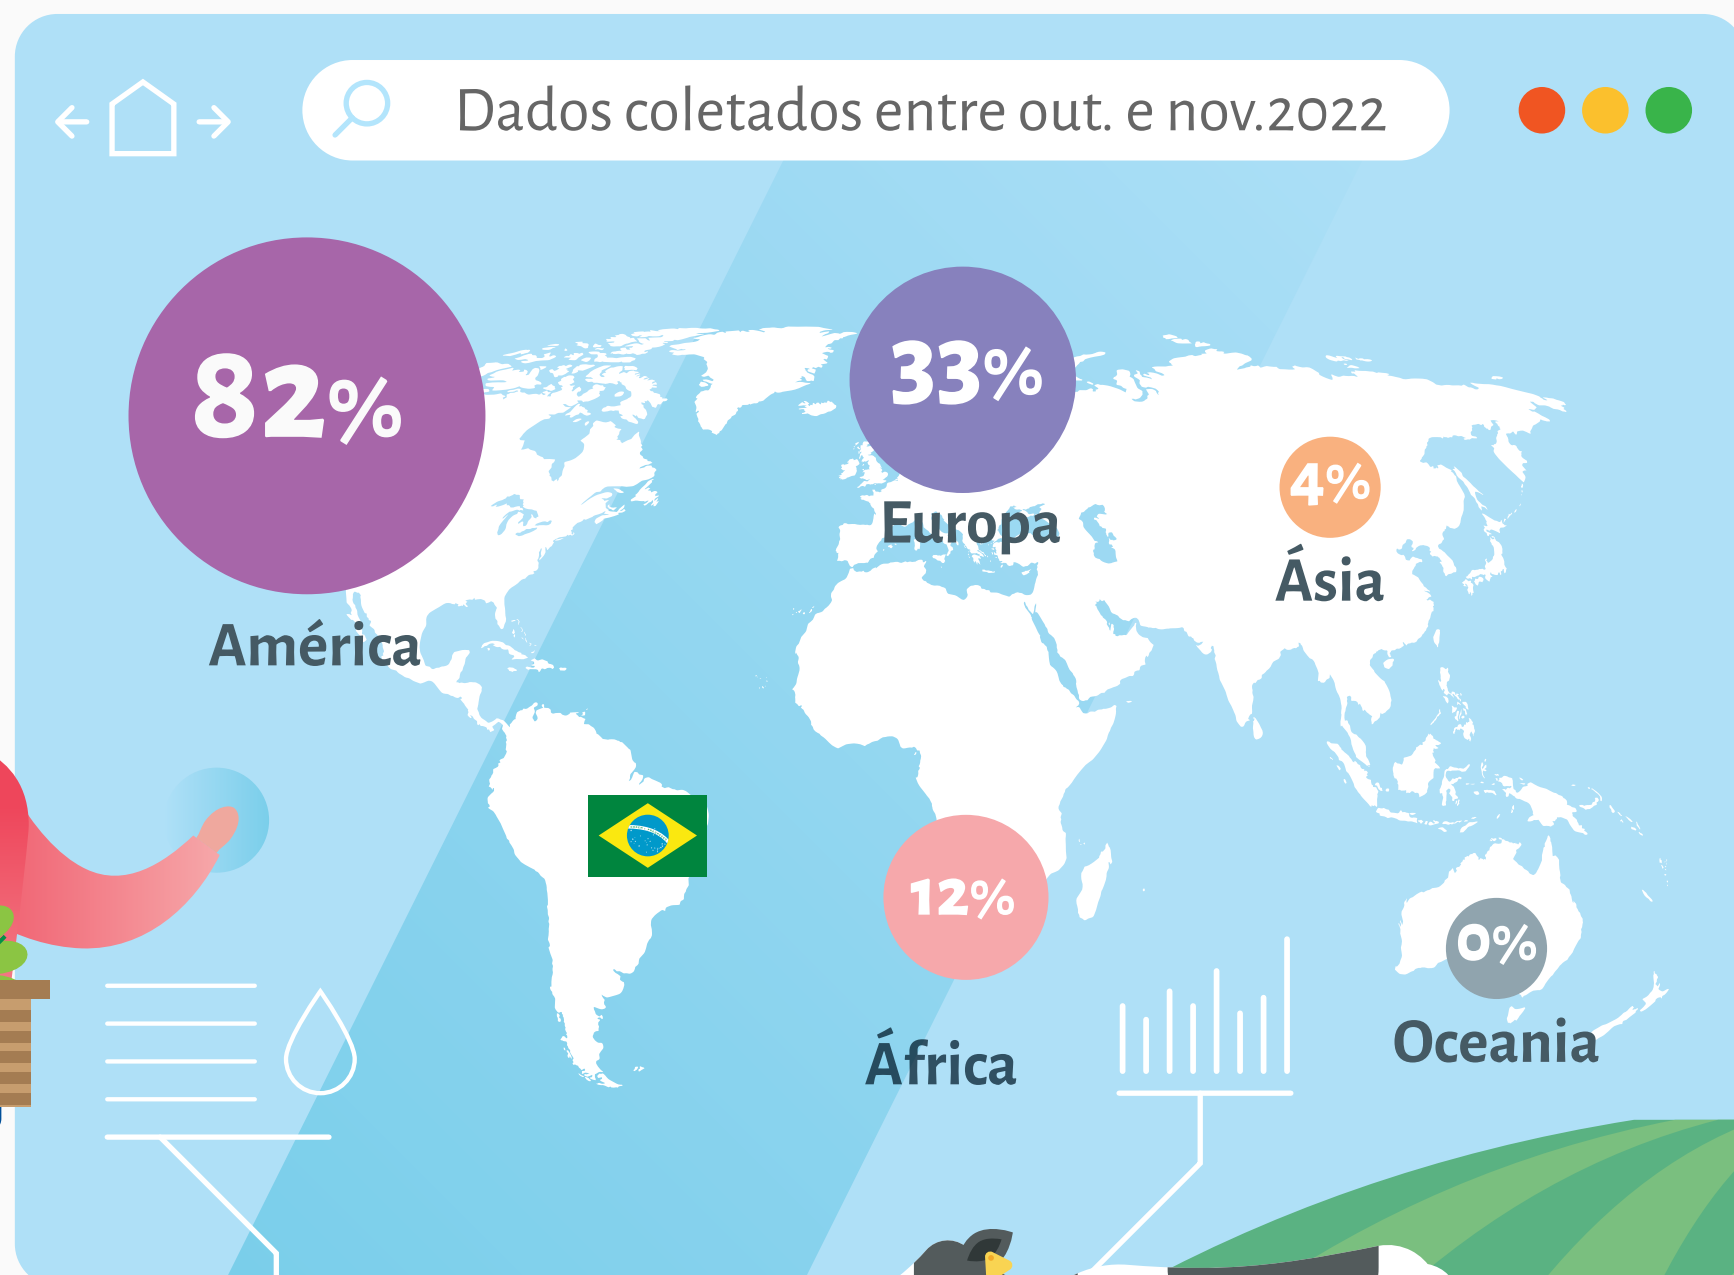 Dados coletados entre out. e nov.2022
82%
América
33%
Europa
4%
Ásia
12%
África
0%
Oceania